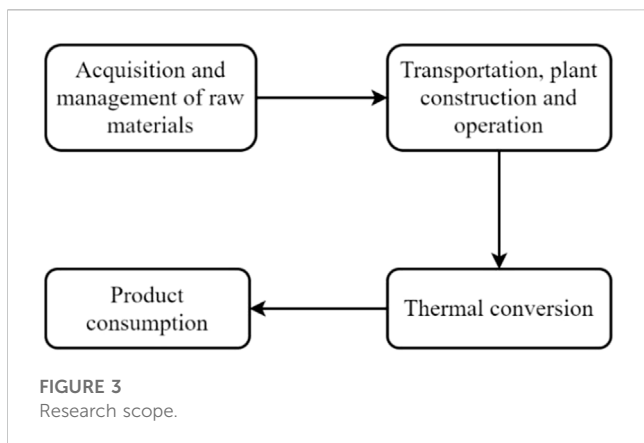 Acquisition and
management of raw
materials
Transportation, plant
construction and
operation
Product
consumption
Thermal conversion
FIGURE 3
Research scope.